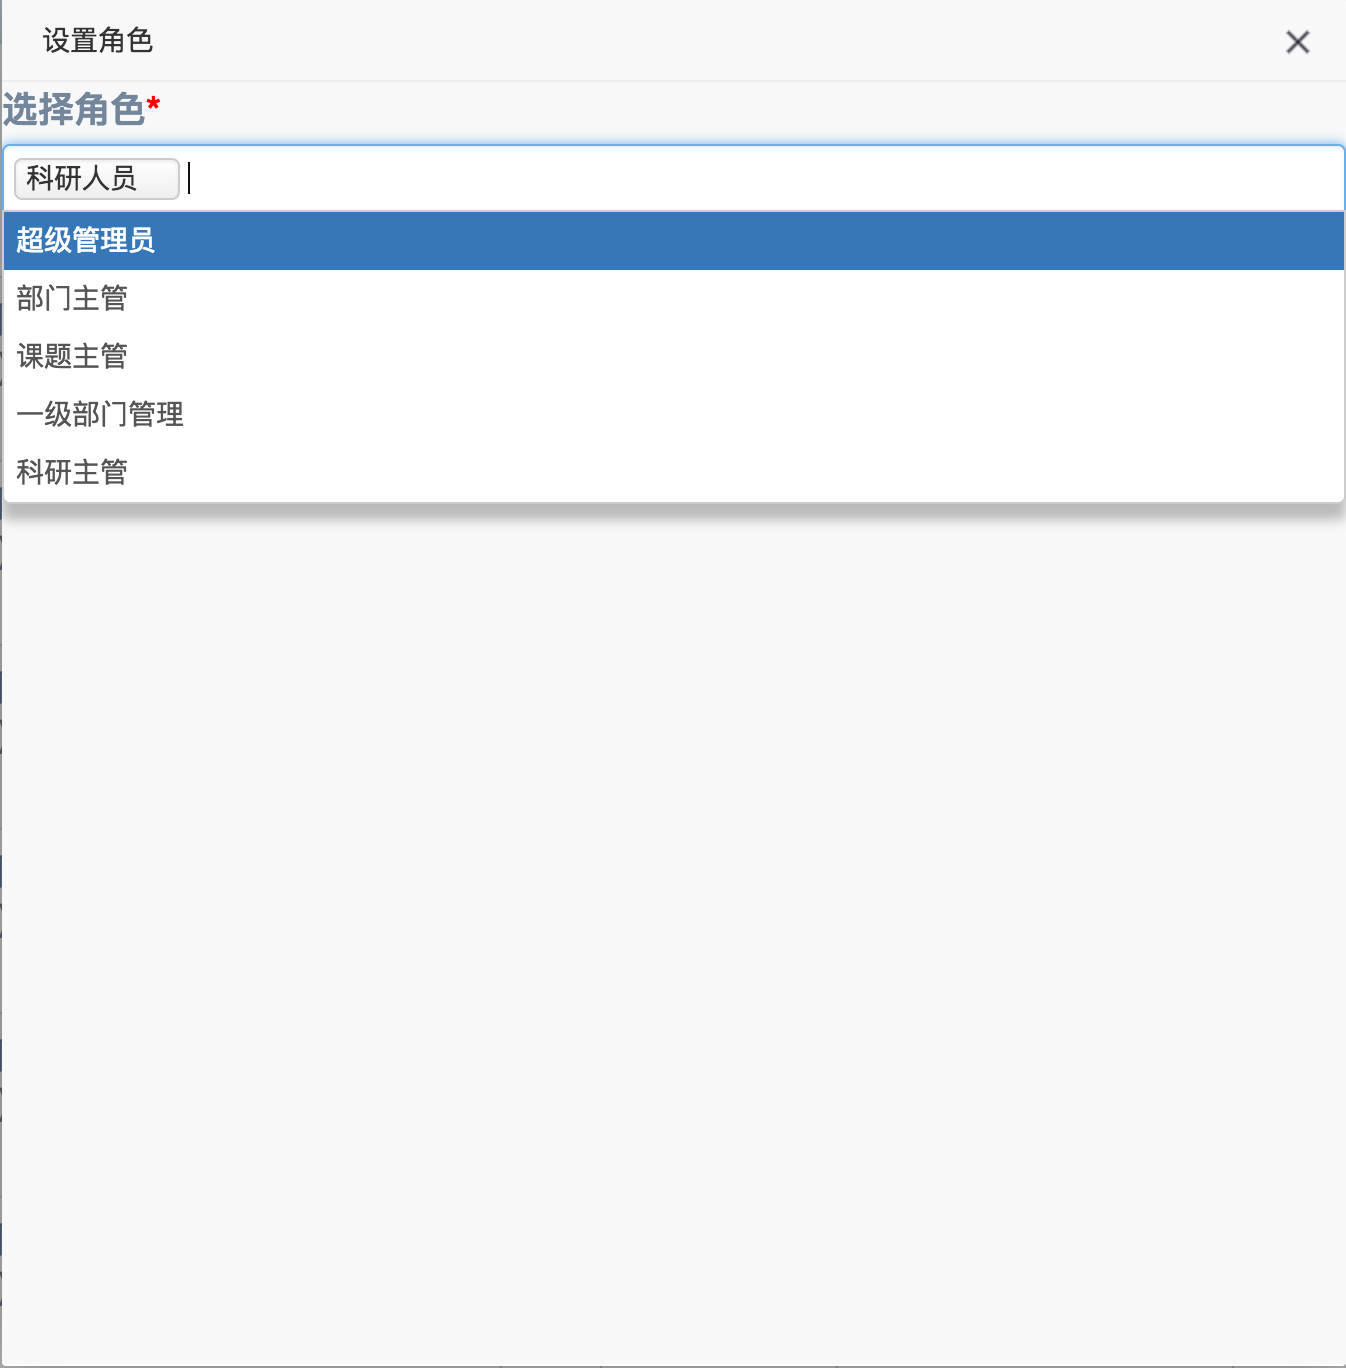 设置角色
选择角色*
科研人员
超级管理员
部门主管
课题主管
一级部门管理
科研主管